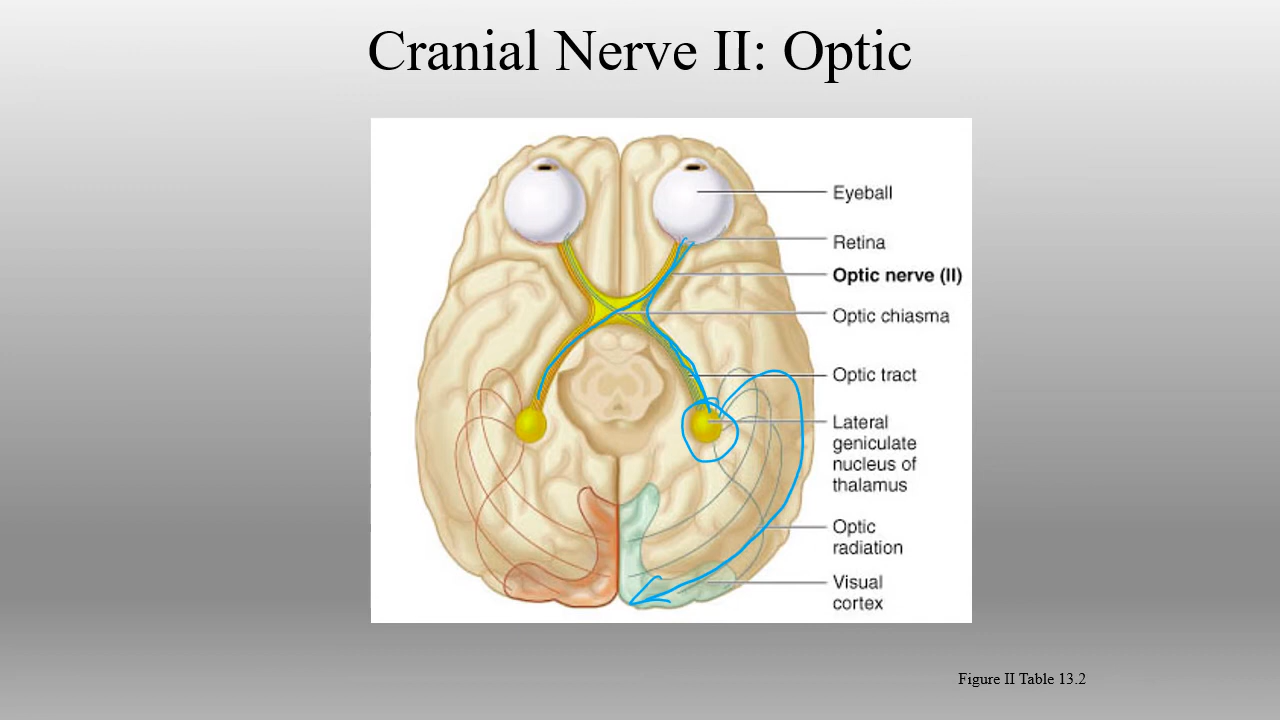 Cranial Nerve II: Optic
Eyeball
Retina
Optic nerve (II)
Optic chiasma
Optic tract
Lateral
geniculate
nucleus of
thalamus
Optic
radiation
Visual
cortex
Figure II Table 13.2